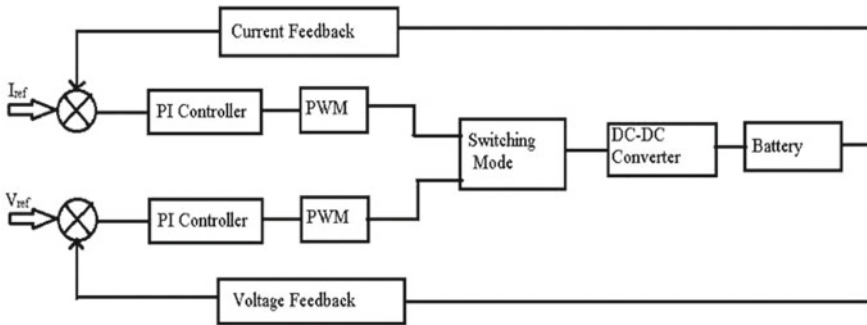 Current Feedback
Iref
PI Controller
PWM
Switching
Mode
DC-DC
Converter
Battery
Vref
PI Controller
PWM
Voltage Feedback